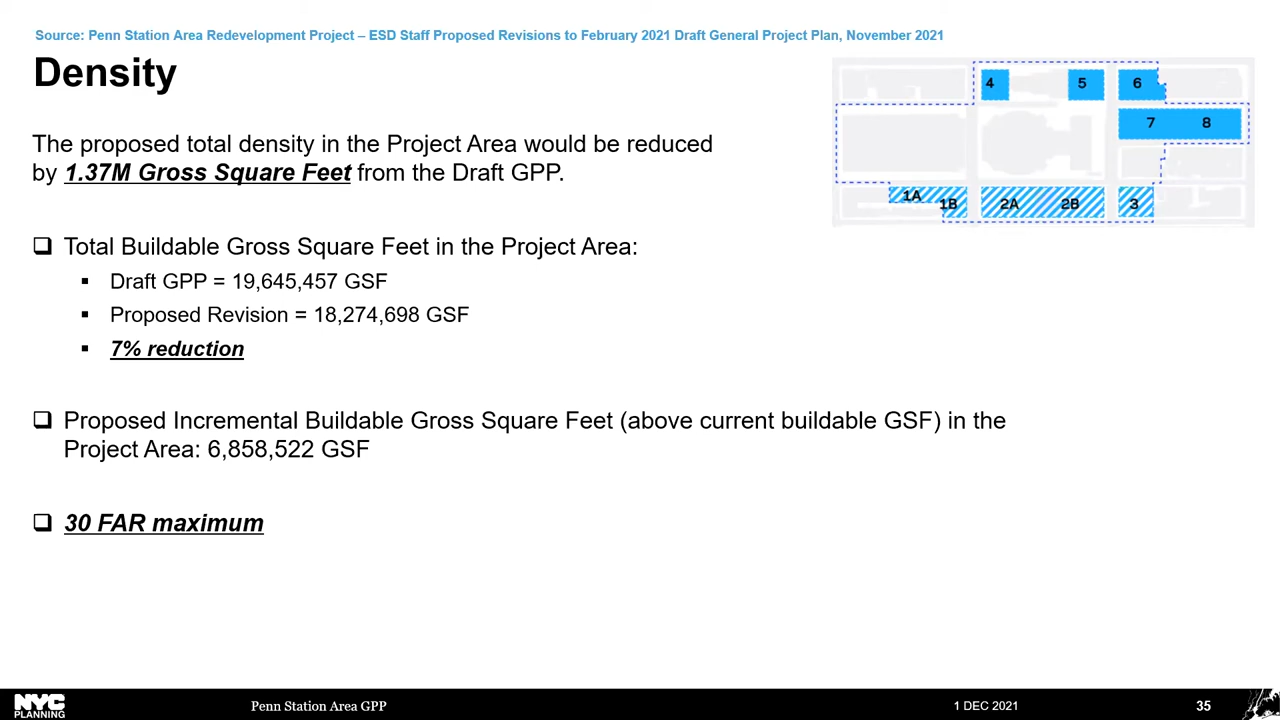 Source: Penn Station Area Redevelopment Project – ESD Staff Proposed Revisions to February 2021 Draft General Project Plan, November 2021
Density
The proposed total density in the Project Area would be reduced
by 1.37M Gross Square Feet from the Draft GPP.
4 5 6
7 8
1A 1B 2A 2B 3
❑ Total Buildable Gross Square Feet in the Project Area:
▪ Draft GPP = 19,645,457 GSF
▪ Proposed Revision = 18,274,698 GSF
▪ 7% reduction
❑ Proposed Incremental Buildable Gross Square Feet (above current buildable GSF) in the
Project Area: 6,858,522 GSF
❑ 30 FAR maximum
NYC
PLANNING
Penn Station Area GPP
1 DEC 2021
35